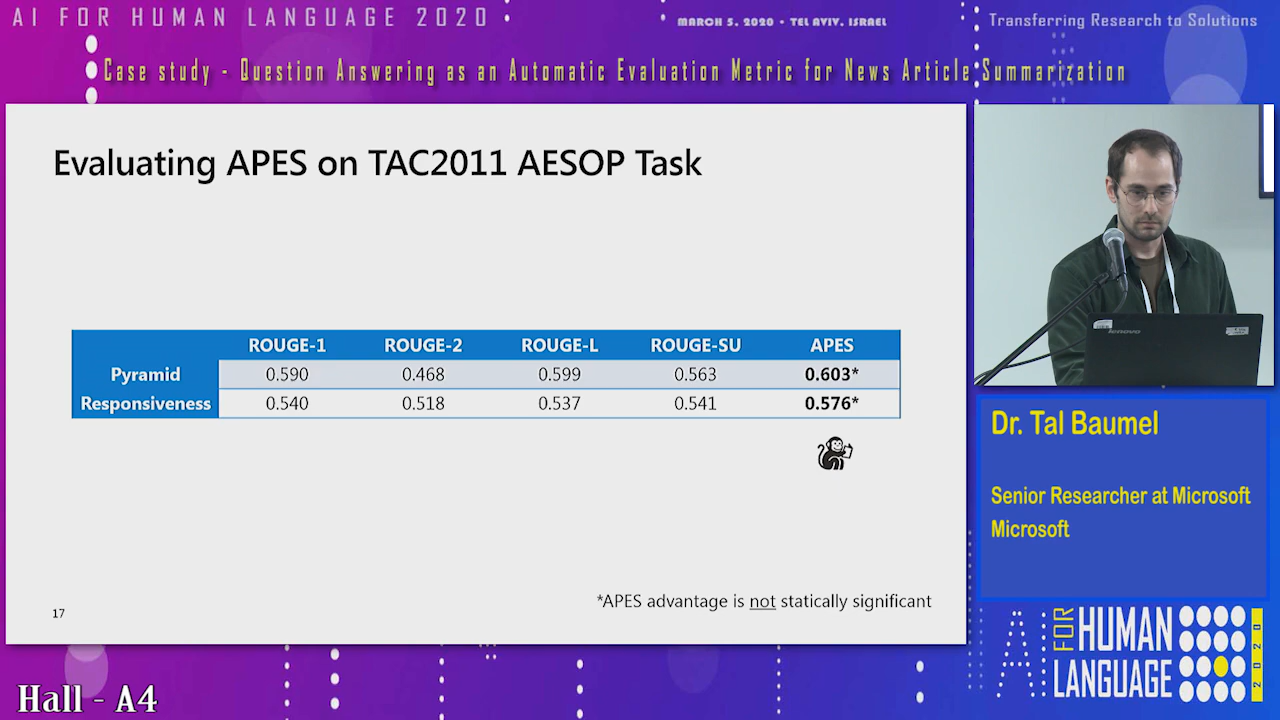 AI FOR HUMAN LANGUAGE 2020
MARCH 5, 2020 • TEL AVIV, ISRAEL
Transferring Research to Solutions
Case study - Question Answering as an Automatic Evaluation Metric for News Article Summarization
Evaluating APES on TAC2011 AESOP Task
ROUGE-1 ROUGE-2 ROUGE-L ROUGE-SU APES
Pyramid 0.590 0.468 0.599 0.563 0.603*
Responsiveness 0.540 0.518 0.537 0.541 0.576*
*APES advantage is not statically significant
17
lenovo
Dr. Tal Baumel
Senior Researcher at Microsoft
Microsoft
AI FOR HUMAN
LANGUAGE
2020
Hall - A4